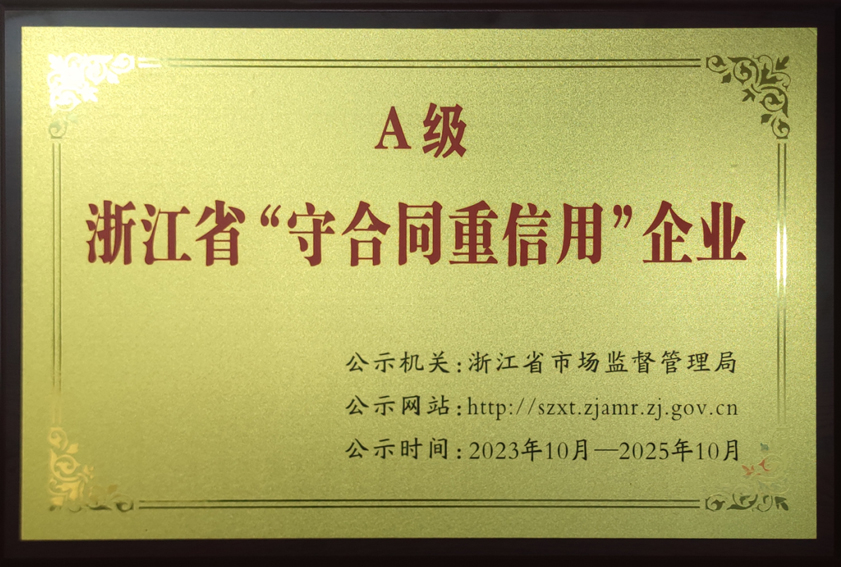 A级
浙江省“守合同重信用”企业
公示机关:浙江省市场监督管理局
公示网站:http://szxt.zjamr.zj.gov.cn
公示时间:2023年10月—2025年10月